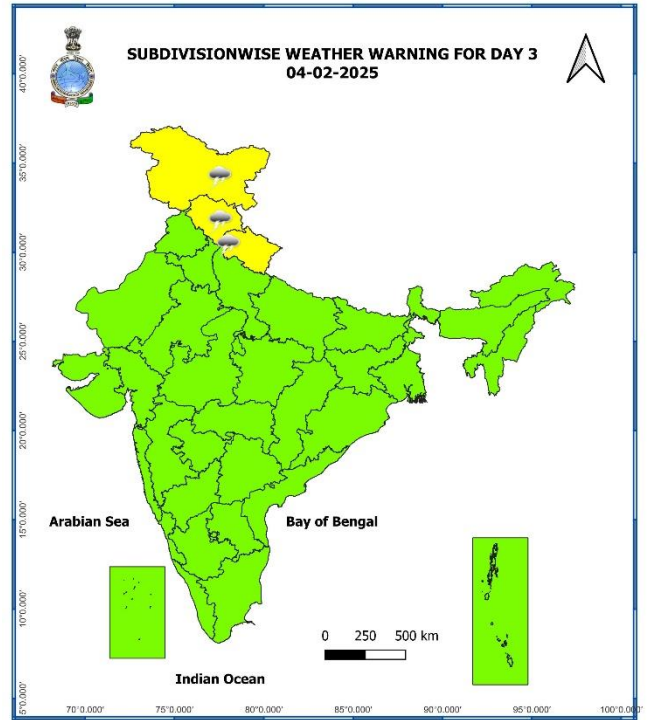 SUBDIVISIONWISE WEATHER WARNING FOR DAY 3
04-02-2025
40°0.000'
35°0.000'
30°0.000'
25°0.000'
20°0.000'
15°0.000'
10°0.000'
5°0.000'
Arabian Sea
Bay of Bengal
0 250 500 km
Indian Ocean
70°0.000' 75°0.000' 80°0.000' 85°0.000' 90°0.000' 95°0.000' 100°0.000'